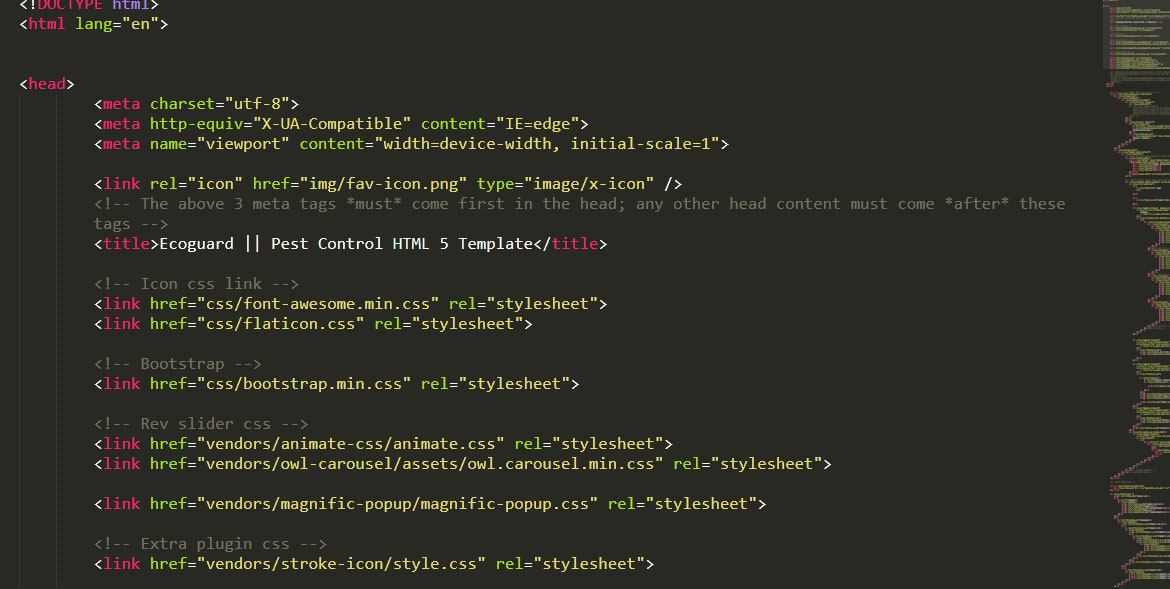 <!DOCTYPE html>
<html lang="en">
<head>
<meta charset="utf-8">
<meta http-equiv="X-UA-Compatible" content="IE=edge">
<meta name="viewport" content="width=device-width, initial-scale=1">
<link rel="icon" href="img/fav-icon.png" type="image/x-icon" />
<!-- The above 3 meta tags *must* come first in the head; any other head content must come *after* these
tags -->
<title>Ecoguard || Pest Control HTML 5 Template</title>
<!-- Icon css link -->
<link href="css/font-awesome.min.css" rel="stylesheet">
<link href="css/flaticon.css" rel="stylesheet">
<!-- Bootstrap -->
<link href="css/bootstrap.min.css" rel="stylesheet">
<!-- Rev slider css -->
<link href="vendors/animate-css/animate.css" rel="stylesheet">
<link href="vendors/owl-carousel/assets/owl.carousel.min.css" rel="stylesheet">
<link href="vendors/magnific-popup/magnific-popup.css" rel="stylesheet">
<!-- Extra plugin css -->
<link href="vendors/stroke-icon/style.css" rel="stylesheet">